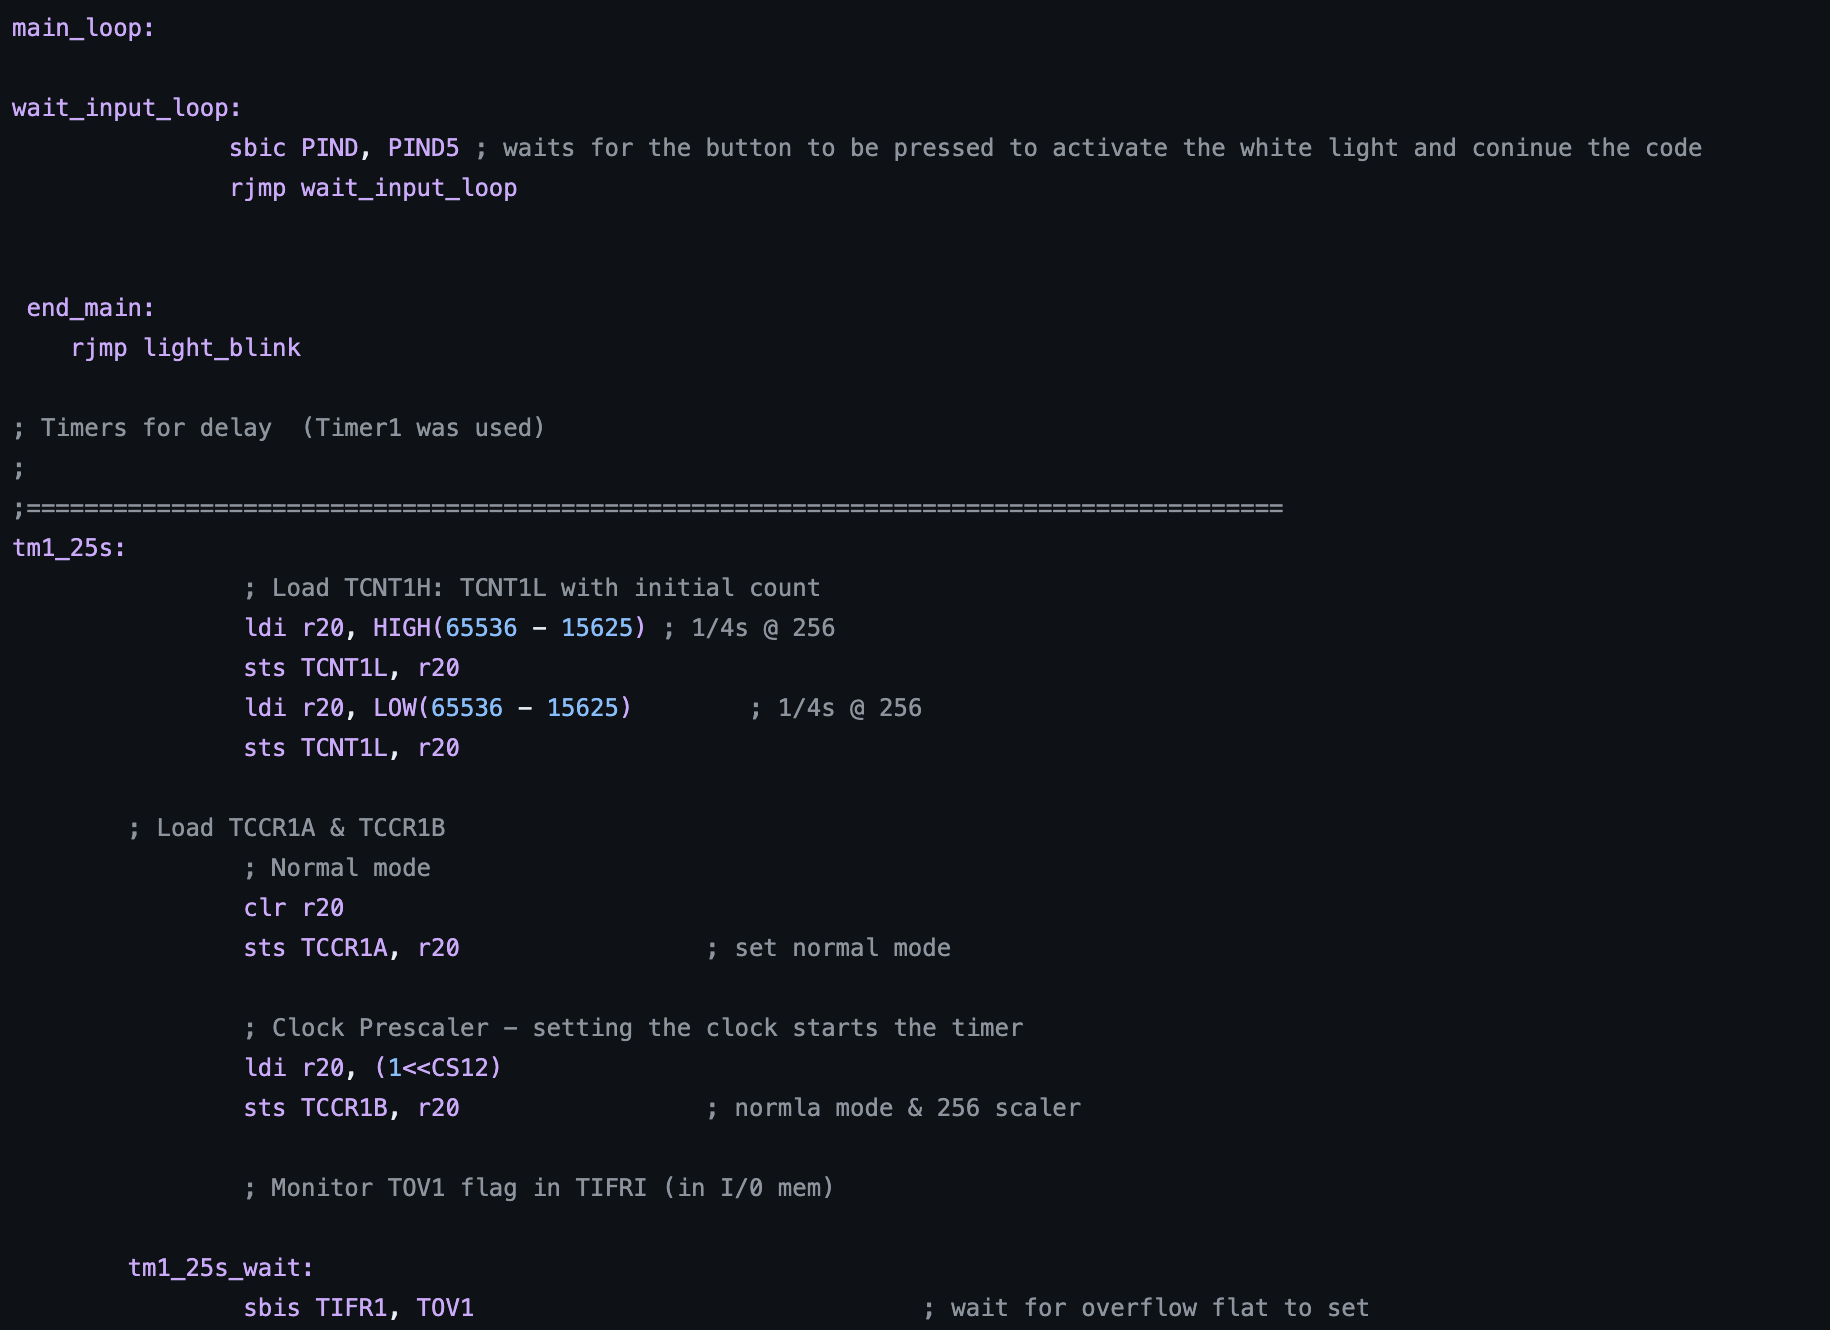 main_loop:
wait_input_loop:
sbic PIND, PIND5 ; waits for the button to be pressed to activate the white light and coninue the code
rjmp wait_input_loop
end_main:
rjmp light_blink
; Timers for delay  (Timer1 was used)
;
;=======================================================================================
tm1_25s:
; Load TCNT1H: TCNT1L with initial count
ldi r20, HIGH(65536 – 15625) ; 1/4s @ 256
sts TCNT1L, r20
ldi r20, LOW(65536 – 15625)        ; 1/4s @ 256
sts TCNT1L, r20
; Load TCCR1A & TCCR1B
; Normal mode
clr r20
sts TCCR1A, r20                 ; set normal mode
; Clock Prescaler – setting the clock starts the timer
ldi r20, (1<<CS12)
sts TCCR1B, r20                 ; normla mode & 256 scaler
; Monitor TOV1 flag in TIFRI (in I/0 mem)
tm1_25s_wait:
sbis TIFR1, TOV1                               ; wait for overflow flat to set